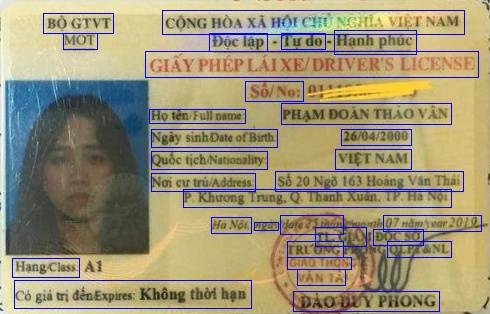 BỘ GTVT
MOT
CỘNG HÒA XÃ HỘI CHỦ NGHĨA VIỆT NAM
Độc lập - Tự do - Hạnh phúc
GIẤY PHÉP LÁI XE/DRIVER'S LICENSE
Số/No:
Họ tên/Full name: PHẠM ĐOÀN THẢO VÂN
Ngày sinh/Date of Birth: 26/04/2000
Quốc tịch/Nationality: VIỆT NAM
Nơi cư trú/Address: Số 20 Ngõ 163 Hoàng Văn Thái
P. Khương Trung, Q. Thanh Xuân, TP. Hà Nội
Hà Nội, ngày/date 25 tháng/month 07 năm/year 2019
TL. GIÁM ĐỐC SỞ
TRƯỞNG PHÒNG QLPT&NL
GIAO THÔNG
VẬN TẢI
Hạng/Class: A1
Có giá trị đến/Expires: Không thời hạn
ĐÀO DUY PHONG